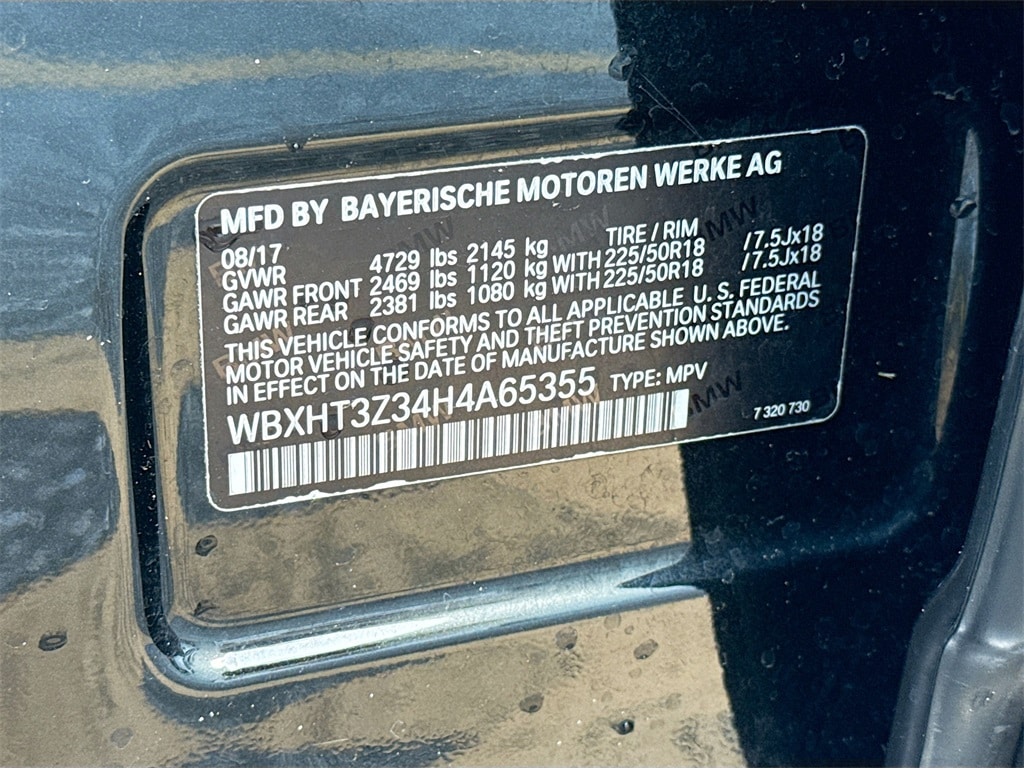 MFD BY BAYERISCHE MOTOREN WERKE AG
08/17 TIRE / RIM
GVWR 4729 lbs 2145 kg
GAWR FRONT 2469 lbs 1120 kg WITH 225/50R18 /7.5Jx18
GAWR REAR 2381 lbs 1080 kg WITH 225/50R18 /7.5Jx18
THIS VEHICLE CONFORMS TO ALL APPLICABLE U. S. FEDERAL
MOTOR VEHICLE SAFETY AND THEFT PREVENTION STANDARDS
IN EFFECT ON THE DATE OF MANUFACTURE SHOWN ABOVE.
WBXHT3Z34H4A65355 TYPE: MPV
7 320 730